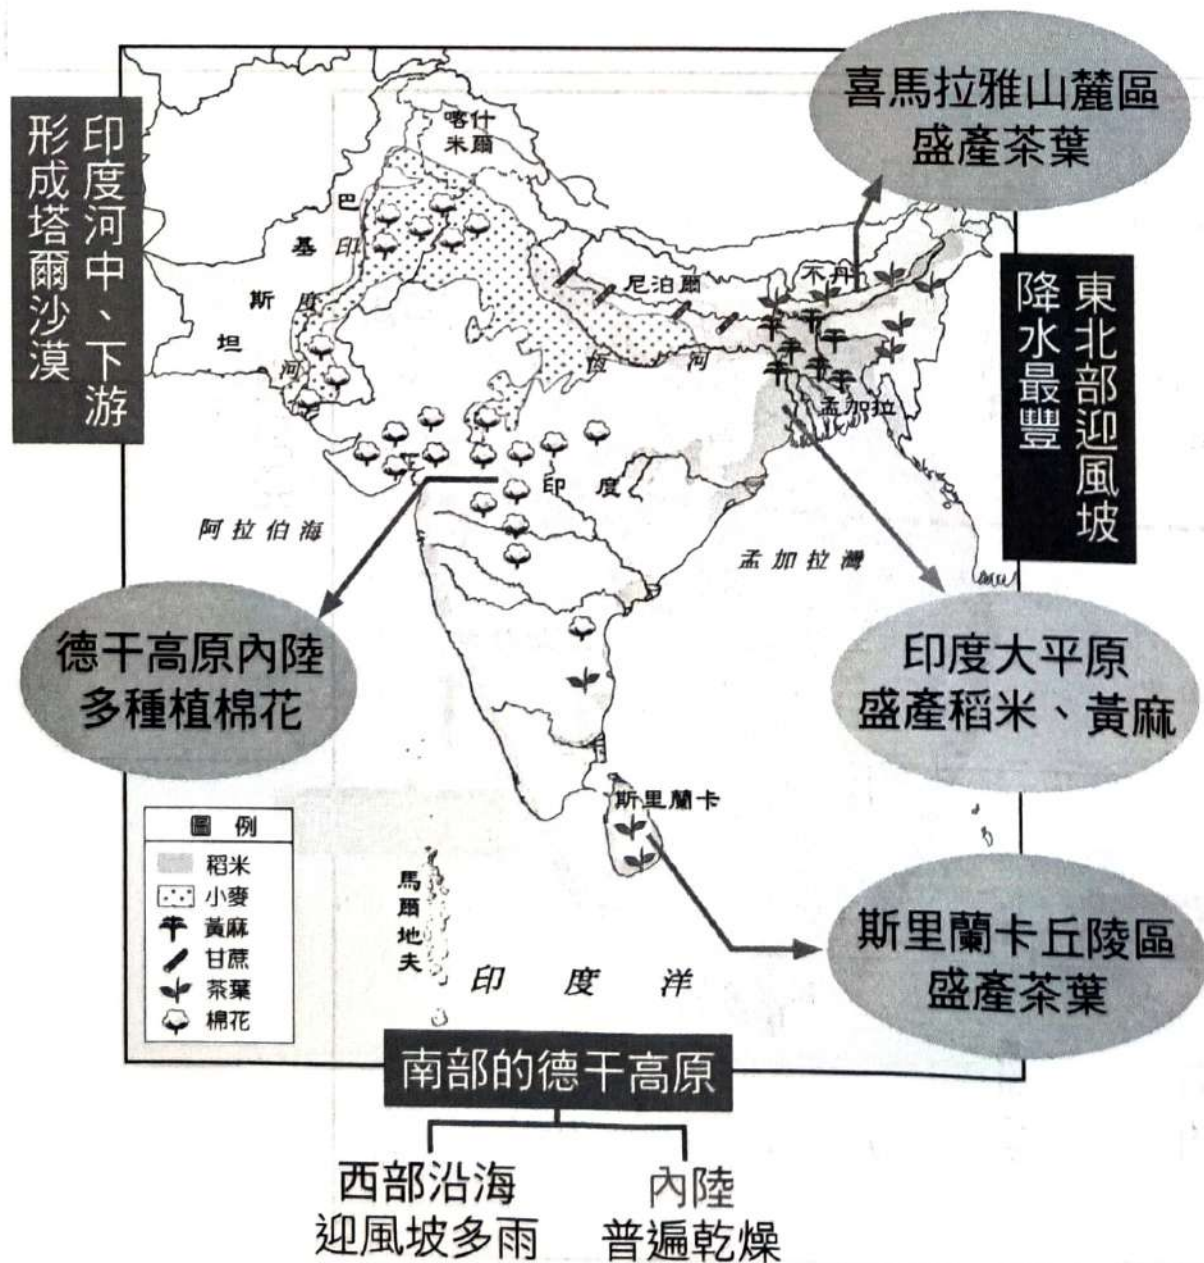 喜馬拉雅山麓區
盛產茶葉
印度河中、下游
形成塔爾沙漠
東北部迎風坡
降水最豐
喀什
米爾
巴
基
斯
坦
印
度
河
尼泊爾
不丹
恆河
孟加拉
印度
阿拉伯海
孟加拉灣
德干高原內陸
多種植棉花
印度大平原
盛產稻米、黃麻
斯里蘭卡
圖例
稻米
小麥
黃麻
甘蔗
茶葉
棉花
馬
爾
地
夫
印度洋
斯里蘭卡丘陵區
盛產茶葉
南部的德干高原
西部沿海
迎風坡多雨
內陸
普遍乾燥